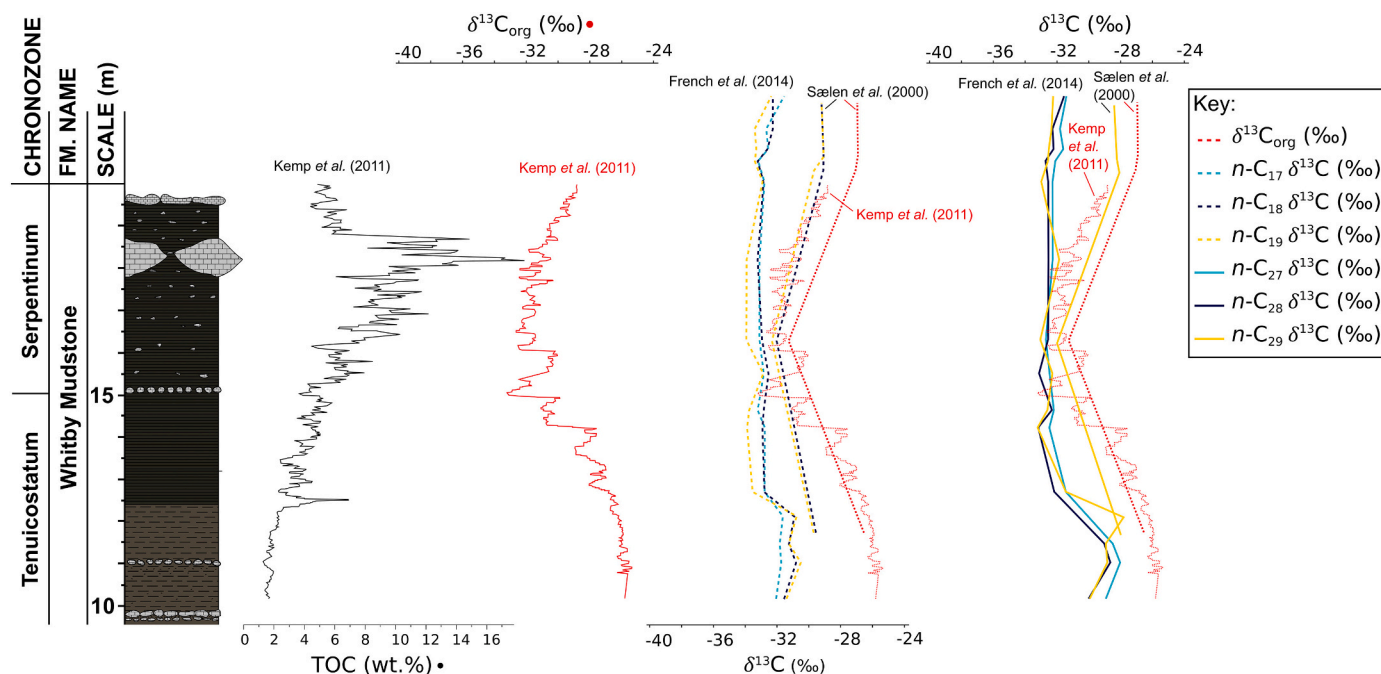 δ¹³C_org (‰)•
-40 -36 -32 -28 -24
δ¹³C (‰)
-40 -36 -32 -28 -24
CHRONOZONE
FM. NAME
SCALE (m)
French et al. (2014)
Sælen et al. (2000)
French et al. (2014)
Sælen et al.
(2000)
Kemp et al. (2011)
Kemp et al. (2011)
Kemp et al. (2011)
Kemp
et al.
(2011)
Key:
δ¹³C_org (‰)
n-C₁₇ δ¹³C (‰)
n-C₁₈ δ¹³C (‰)
n-C₁₉ δ¹³C (‰)
n-C₂₇ δ¹³C (‰)
n-C₂₈ δ¹³C (‰)
n-C₂₉ δ¹³C (‰)
Serpentinum
Tenuicostatum
Whitby Mudstone
15
10
0 2 4 6 8 10 12 14 16
TOC (wt.%)•
-40 -36 -32 -28 -24
δ¹³C (‰)